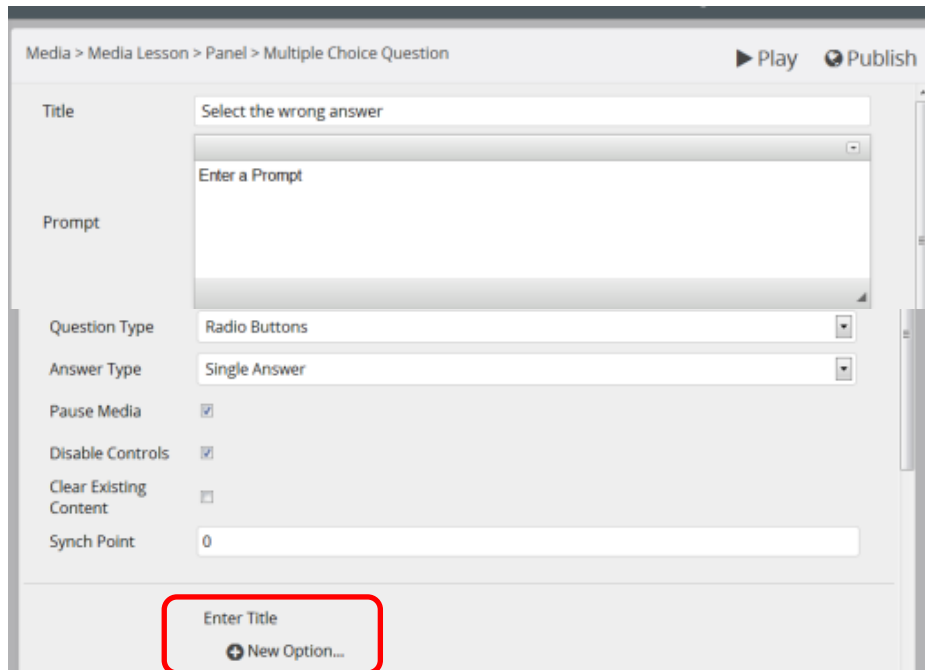 Media > Media Lesson > Panel > Multiple Choice Question
Play
Publish
Title
Select the wrong answer
Enter a Prompt
Prompt
Question Type
Radio Buttons
Answer Type
Single Answer
Pause Media
Disable Controls
Clear Existing
Content
Synch Point
0
Enter Title
New Option...